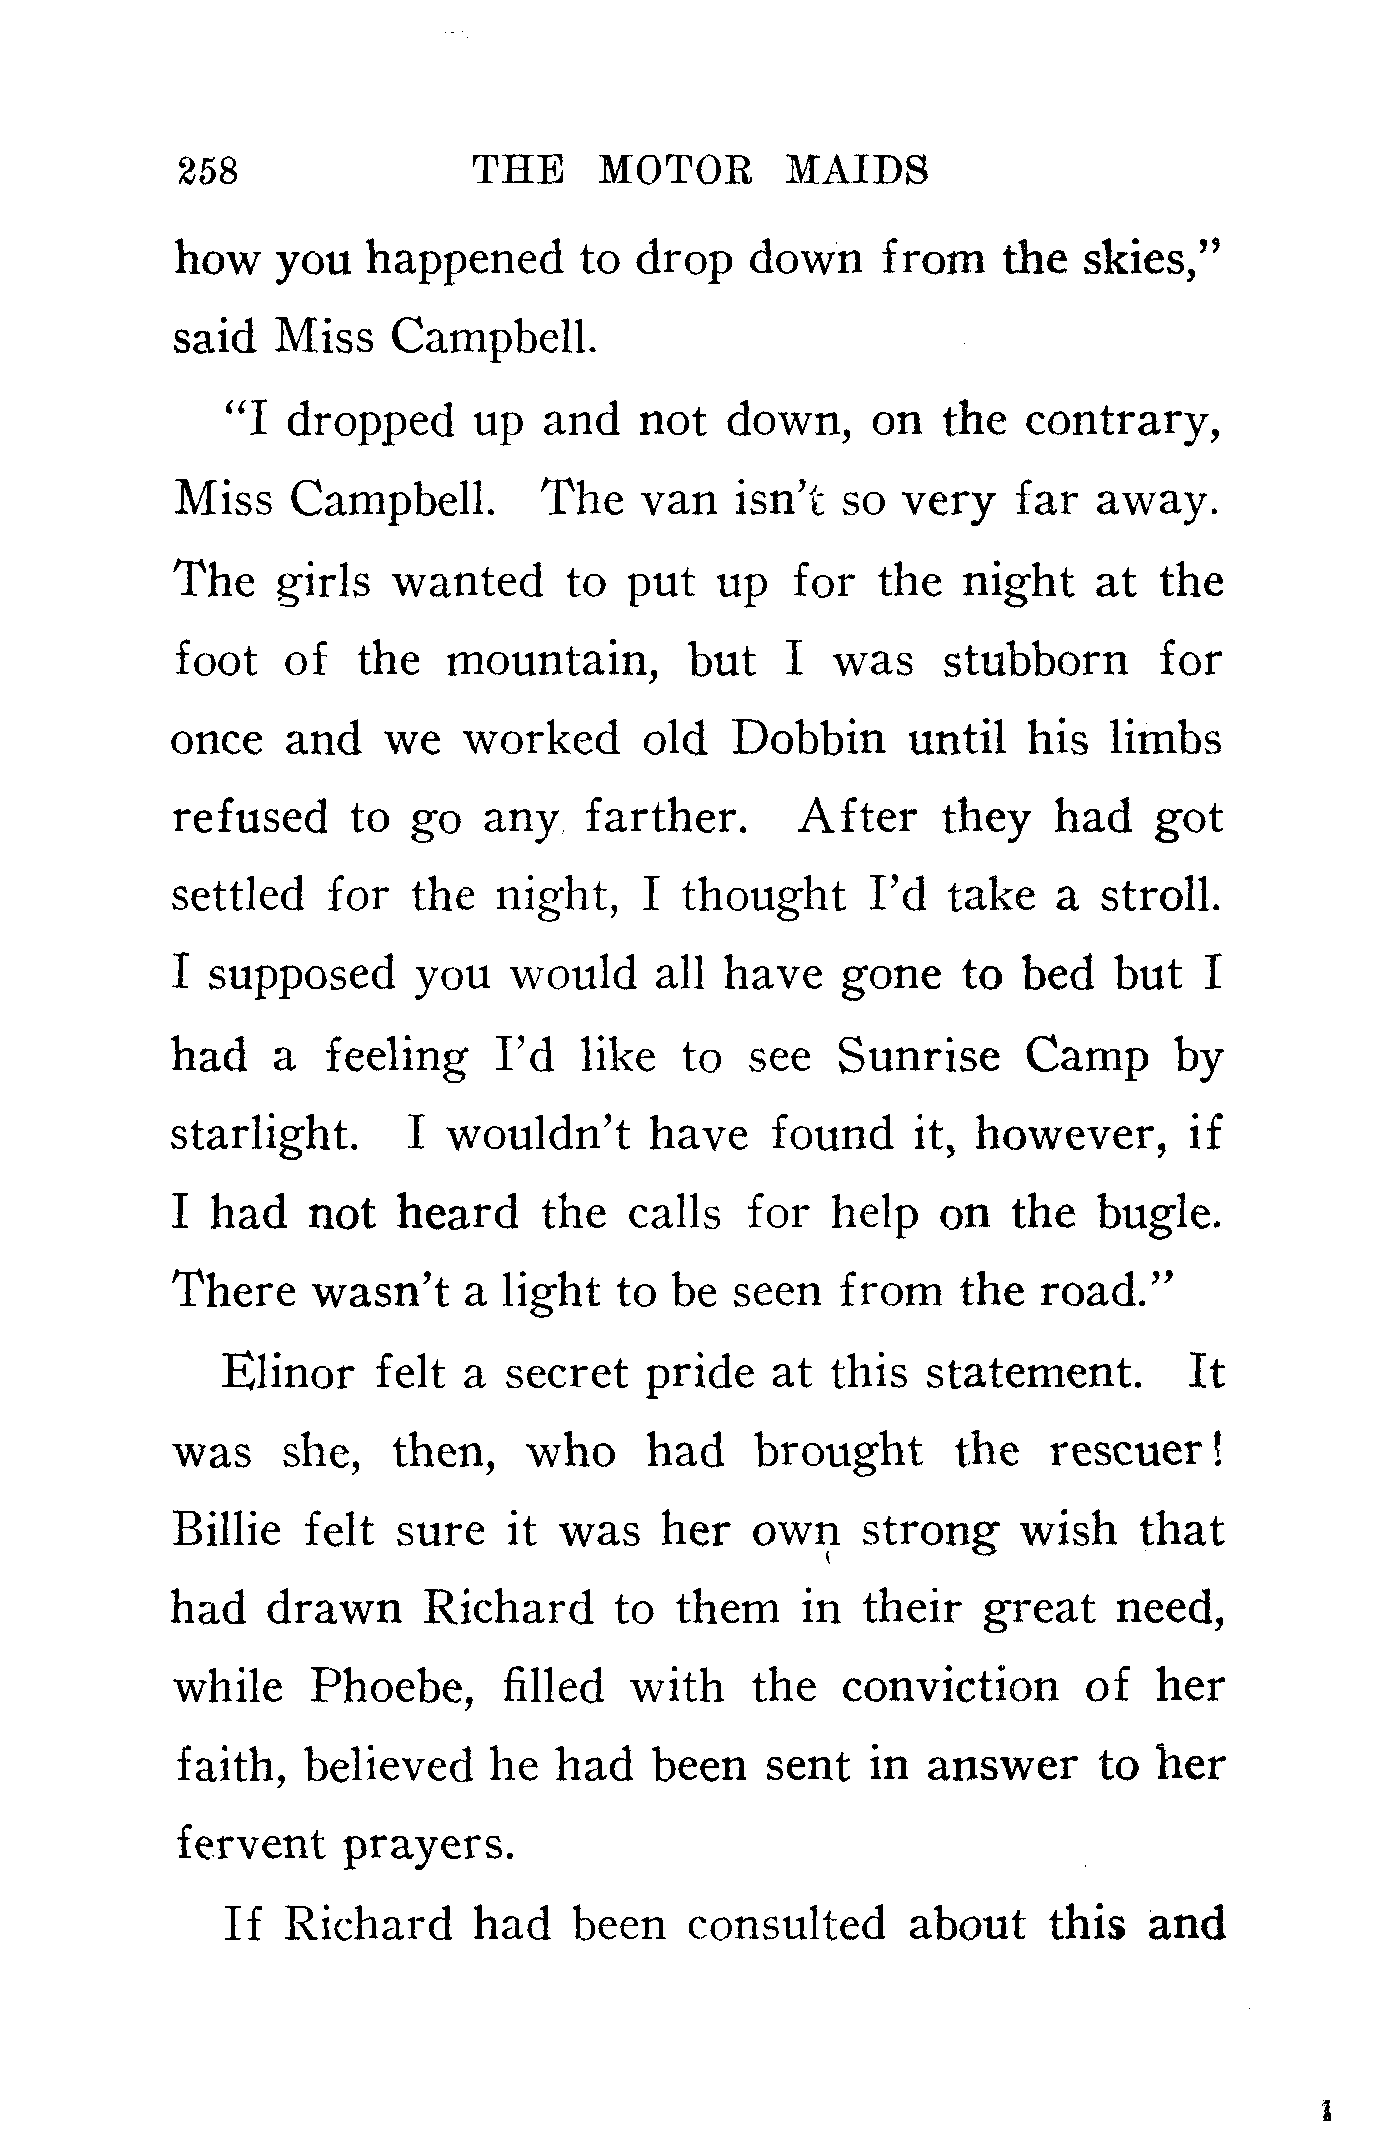 258 THE MOTOR MAIDS
how you happened to drop down from the skies,”
said Miss Campbell.
“I dropped up and not down, on the contrary,
Miss Campbell. The van isn’t so very far away.
The girls wanted to put up for the night at the
foot of the mountain, but I was stubborn for
once and we worked old Dobbin until his limbs
refused to go any farther. After they had got
settled for the night, I thought I’d take a stroll.
I supposed you would all have gone to bed but I
had a feeling I’d like to see Sunrise Camp by
starlight. I wouldn’t have found it, however, if
I had not heard the calls for help on the bugle.
There wasn’t a light to be seen from the road.”
Elinor felt a secret pride at this statement. It
was she, then, who had brought the rescuer!
Billie felt sure it was her own strong wish that
had drawn Richard to them in their great need,
while Phoebe, filled with the conviction of her
faith, believed he had been sent in answer to her
fervent prayers.
If Richard had been consulted about this and